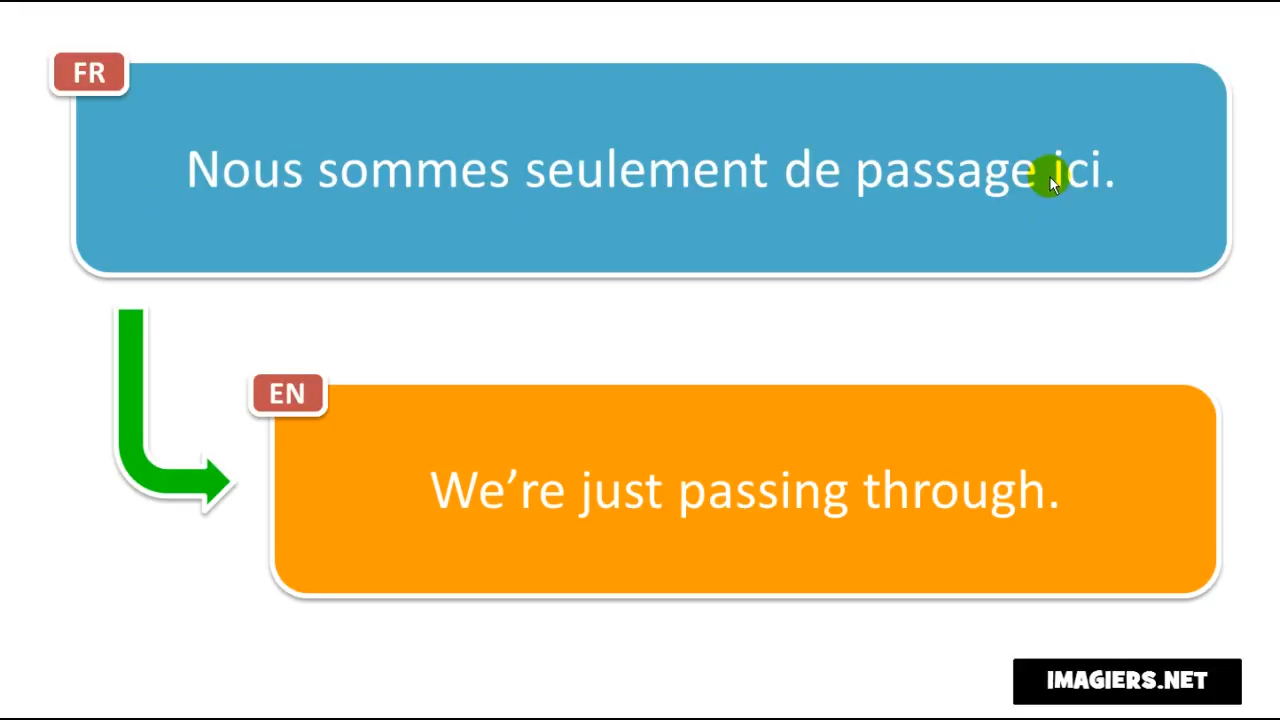 FR
Nous sommes seulement de passage ici.
EN
We’re just passing through.
IMAGIERS.NET